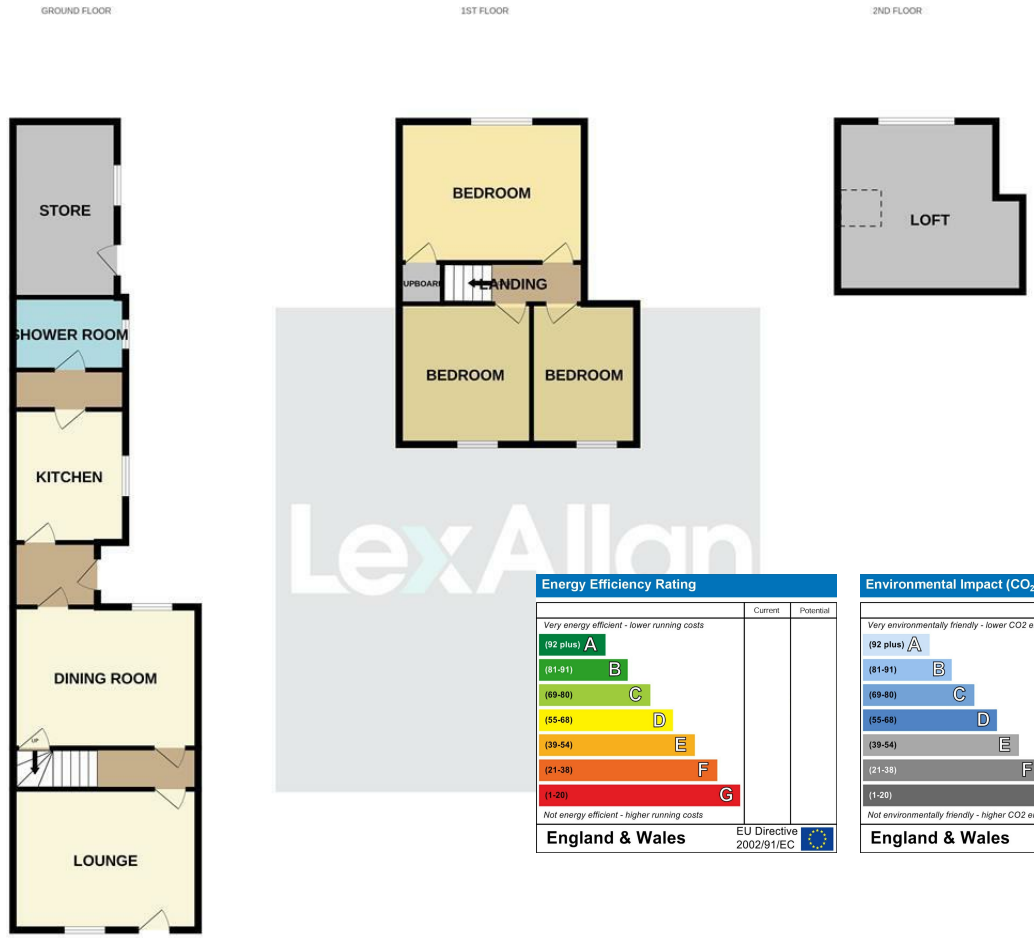 GROUND FLOOR
1ST FLOOR
2ND FLOOR
STORE
SHOWER ROOM
KITCHEN
DINING ROOM
UP
LOUNGE
BEDROOM
UPBOAR
LANDING
BEDROOM
BEDROOM
LOFT
LexAllan
Energy Efficiency Rating
Current
Potential
Very energy efficient - lower running costs
(92 plus) A
(81-91) B
(69-80) C
(55-68) D
(39-54) E
(21-38) F
(1-20) G
Not energy efficient - higher running costs
England & Wales
EU Directive
2002/91/EC
Environmental Impact (CO2
Very environmentally friendly - lower CO2 e
(92 plus) A
(81-91) B
(69-80) C
(55-68) D
(39-54) E
(21-38) F
(1-20)
Not environmentally friendly - higher CO2 e
England & Wales